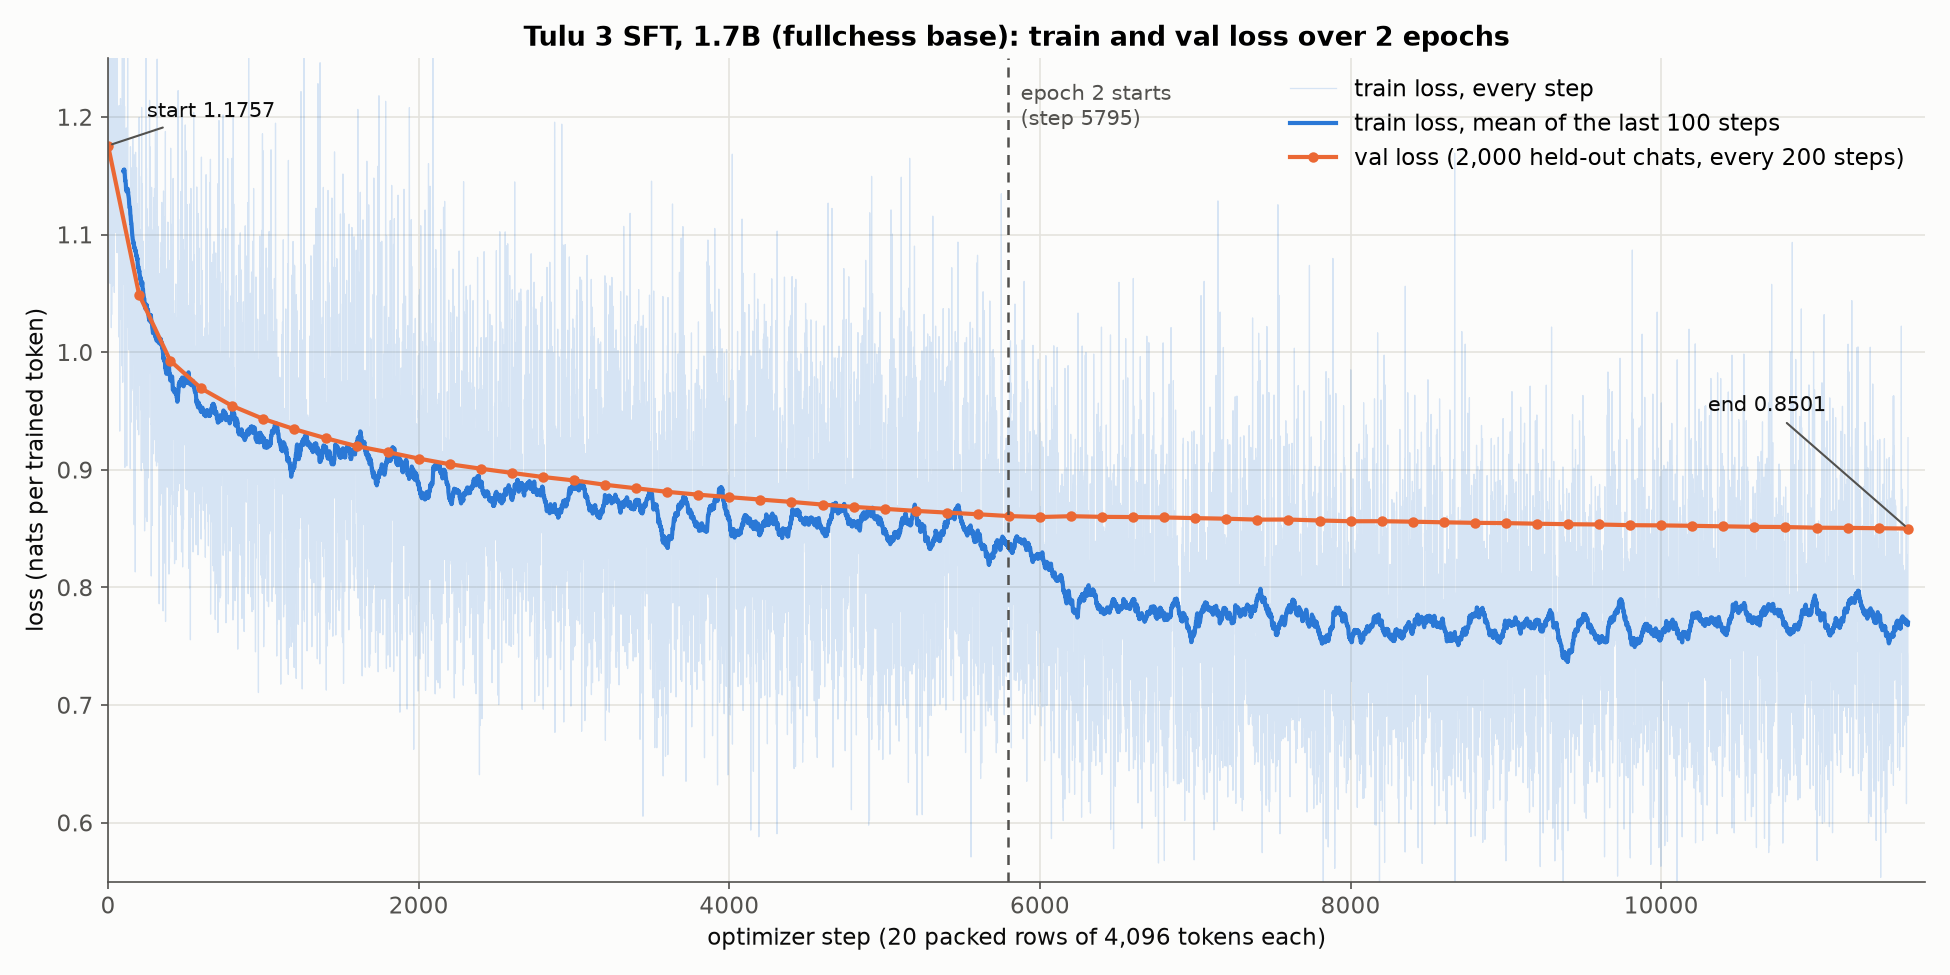 Tulu 3 SFT, 1.7B (fullchess base): train and val loss over 2 epochs
start 1.1757
epoch 2 starts
(step 5795)
train loss, every step
train loss, mean of the last 100 steps
val loss (2,000 held-out chats, every 200 steps)
end 0.8501
loss (nats per trained token)
1.2
1.1
1.0
0.9
0.8
0.7
0.6
0
2000
4000
6000
8000
10000
optimizer step (20 packed rows of 4,096 tokens each)